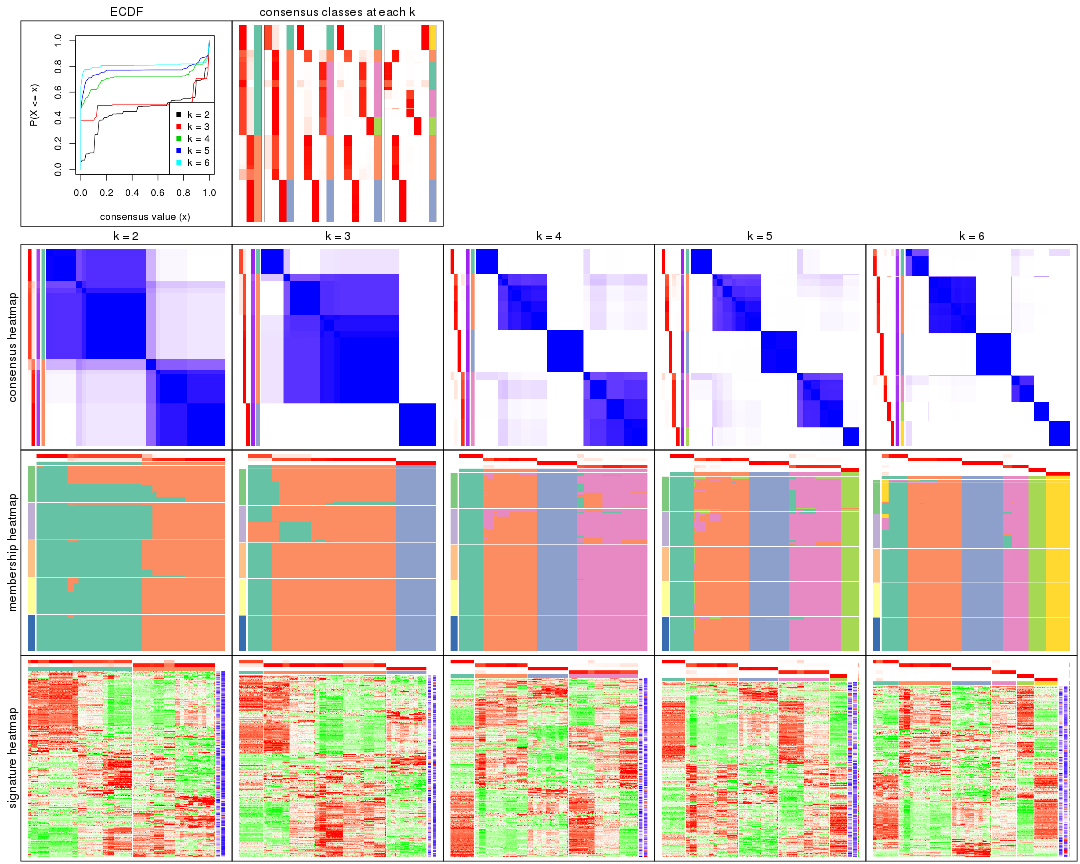 ECDF
consensus classes at each k
P(X <= x)
0.0 0.2 0.4 0.6 0.8 1.0
k = 2
k = 3
k = 4
k = 5
k = 6
0.0 0.2 0.4 0.6 0.8 1.0
consensus value (x)
k = 2
k = 3
k = 4
k = 5
k = 6
consensus heatmap
membership heatmap
signature heatmap